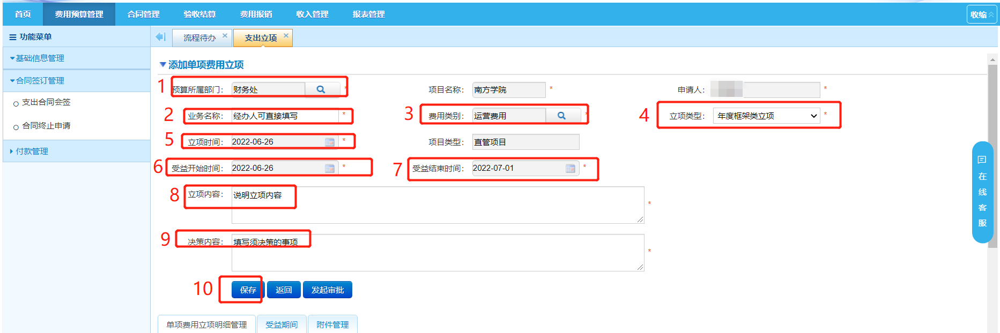 首页 费用预算管理 合同管理 验收结算 费用报销 收入管理 报表管理 收缩
功能菜单 流程待办 支出立项
基础信息管理
添加单项费用立项
合同签订管理
1 预算所属部门: 财务处 * 项目名称: 南方学院 * 申请人: *
支出合同会签
2 业务名称: 经办人可直接填写 * 3 费用类别: 运营费用 * 4 立项类型: 年度框架类立项 *
合同终止申请
5 立项时间: 2022-06-26 * 项目类型: 直管项目
付款管理
6 受益开始时间: 2022-06-26 * 7 受益结束时间: 2022-07-01 *
8 立项内容: 说明立项内容 *
9 决策内容: 填写须决策的事项 *
10 保存 返回 发起审批
单项费用立项明细管理 受益期间 附件管理
在
线
客
服